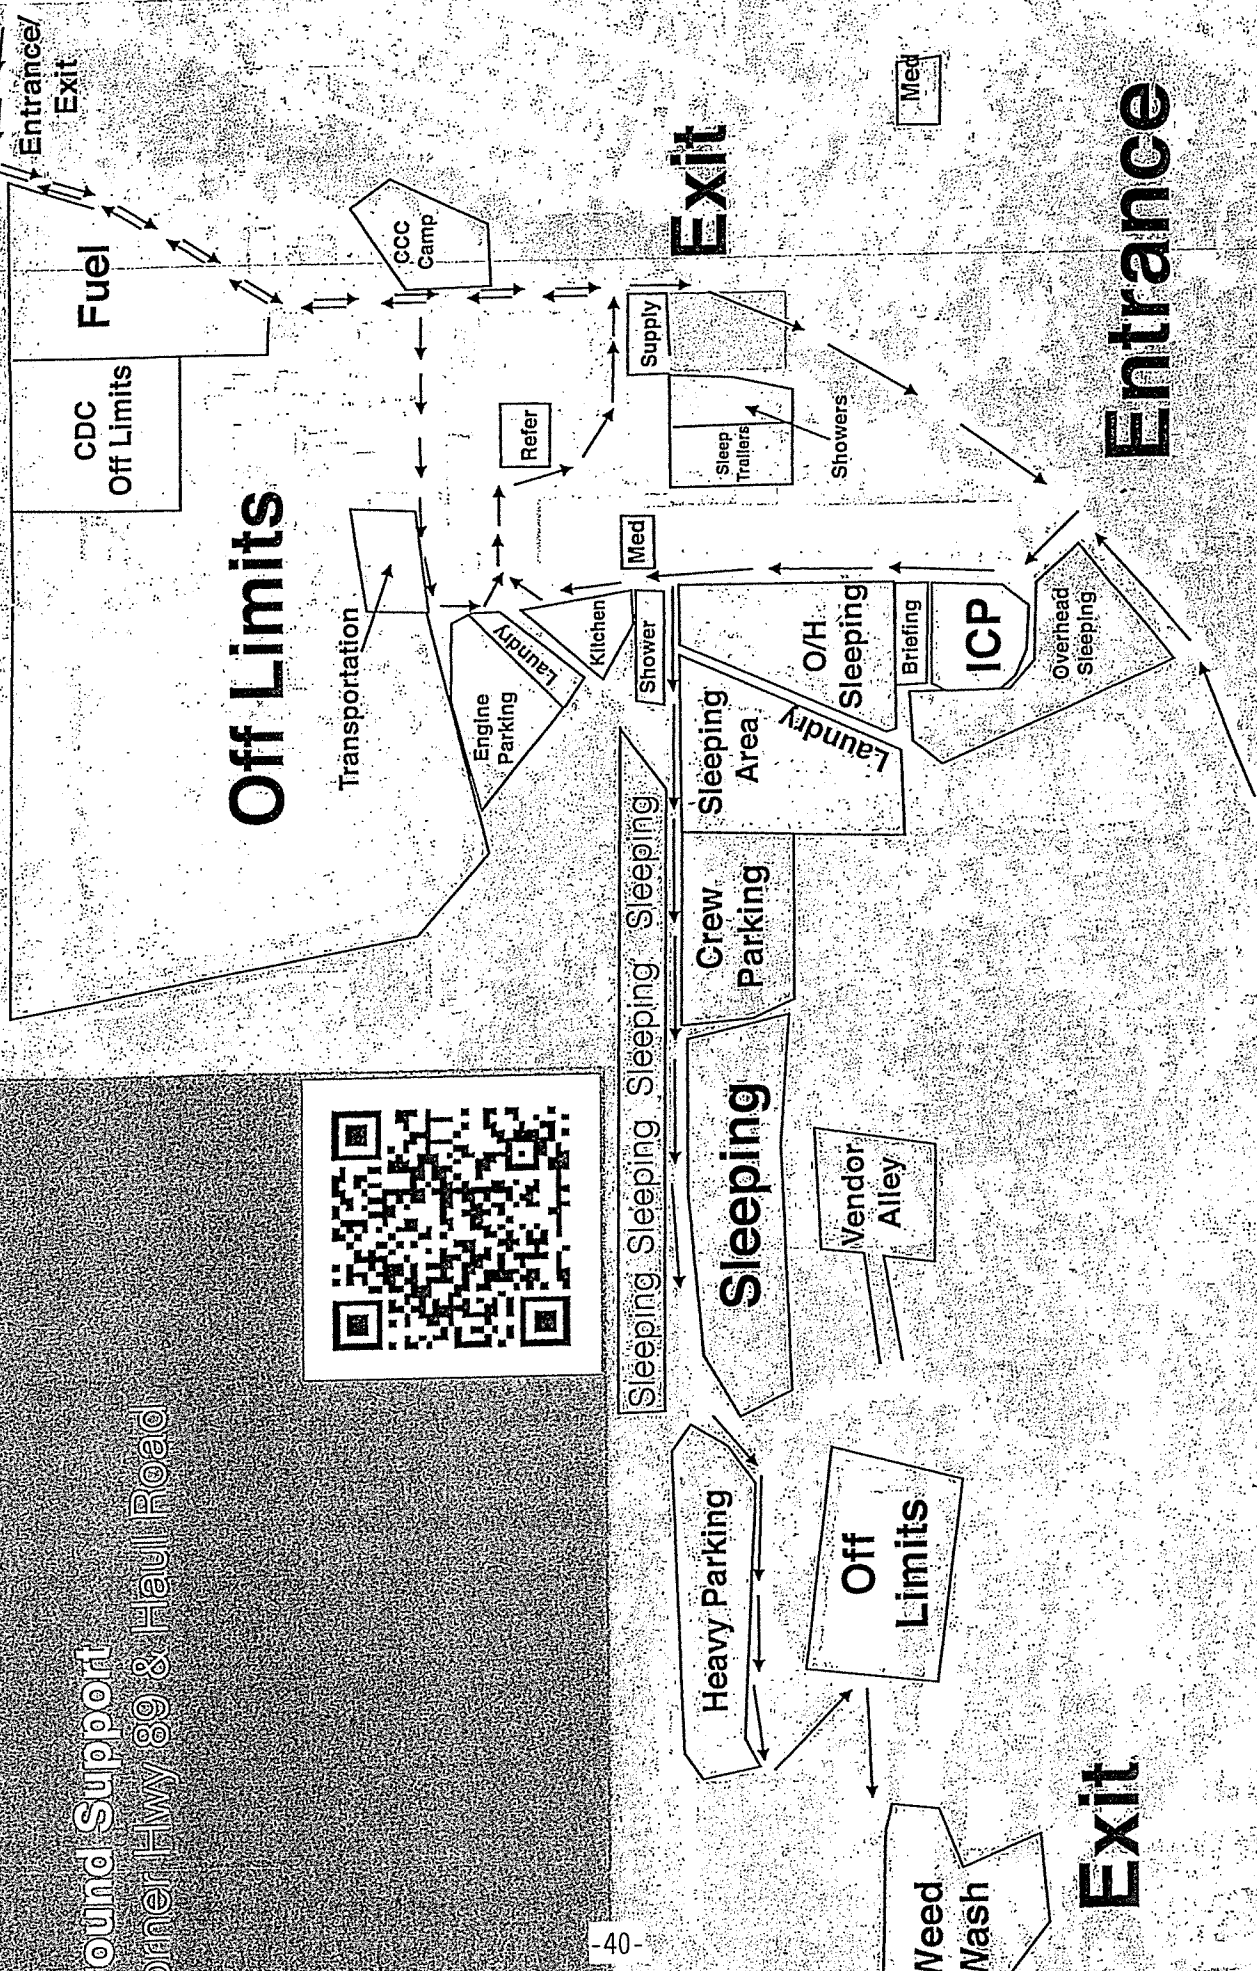 ound Support
orner Hwy 89 & Haul Road
Entrance/
Exit
Fuel
CDC
Off Limits
Off Limits
Transportation
CCC
Camp
Engine
Parking
Laundry
Refer
Kitchen
Med
Shower
Supply
Exit
Sleeping Sleeping Sleeping Sleeping
Sleep
Trailers
Showers
Heavy Parking
Sleeping
Crew
Parking
Sleeping
Area
Laundry
O/H
Sleeping
Vendor
Alley
Off
Limits
Briefing
ICP
Med
Overhead
Sleeping
Weed
Wash
Exit
Entrance
-40-